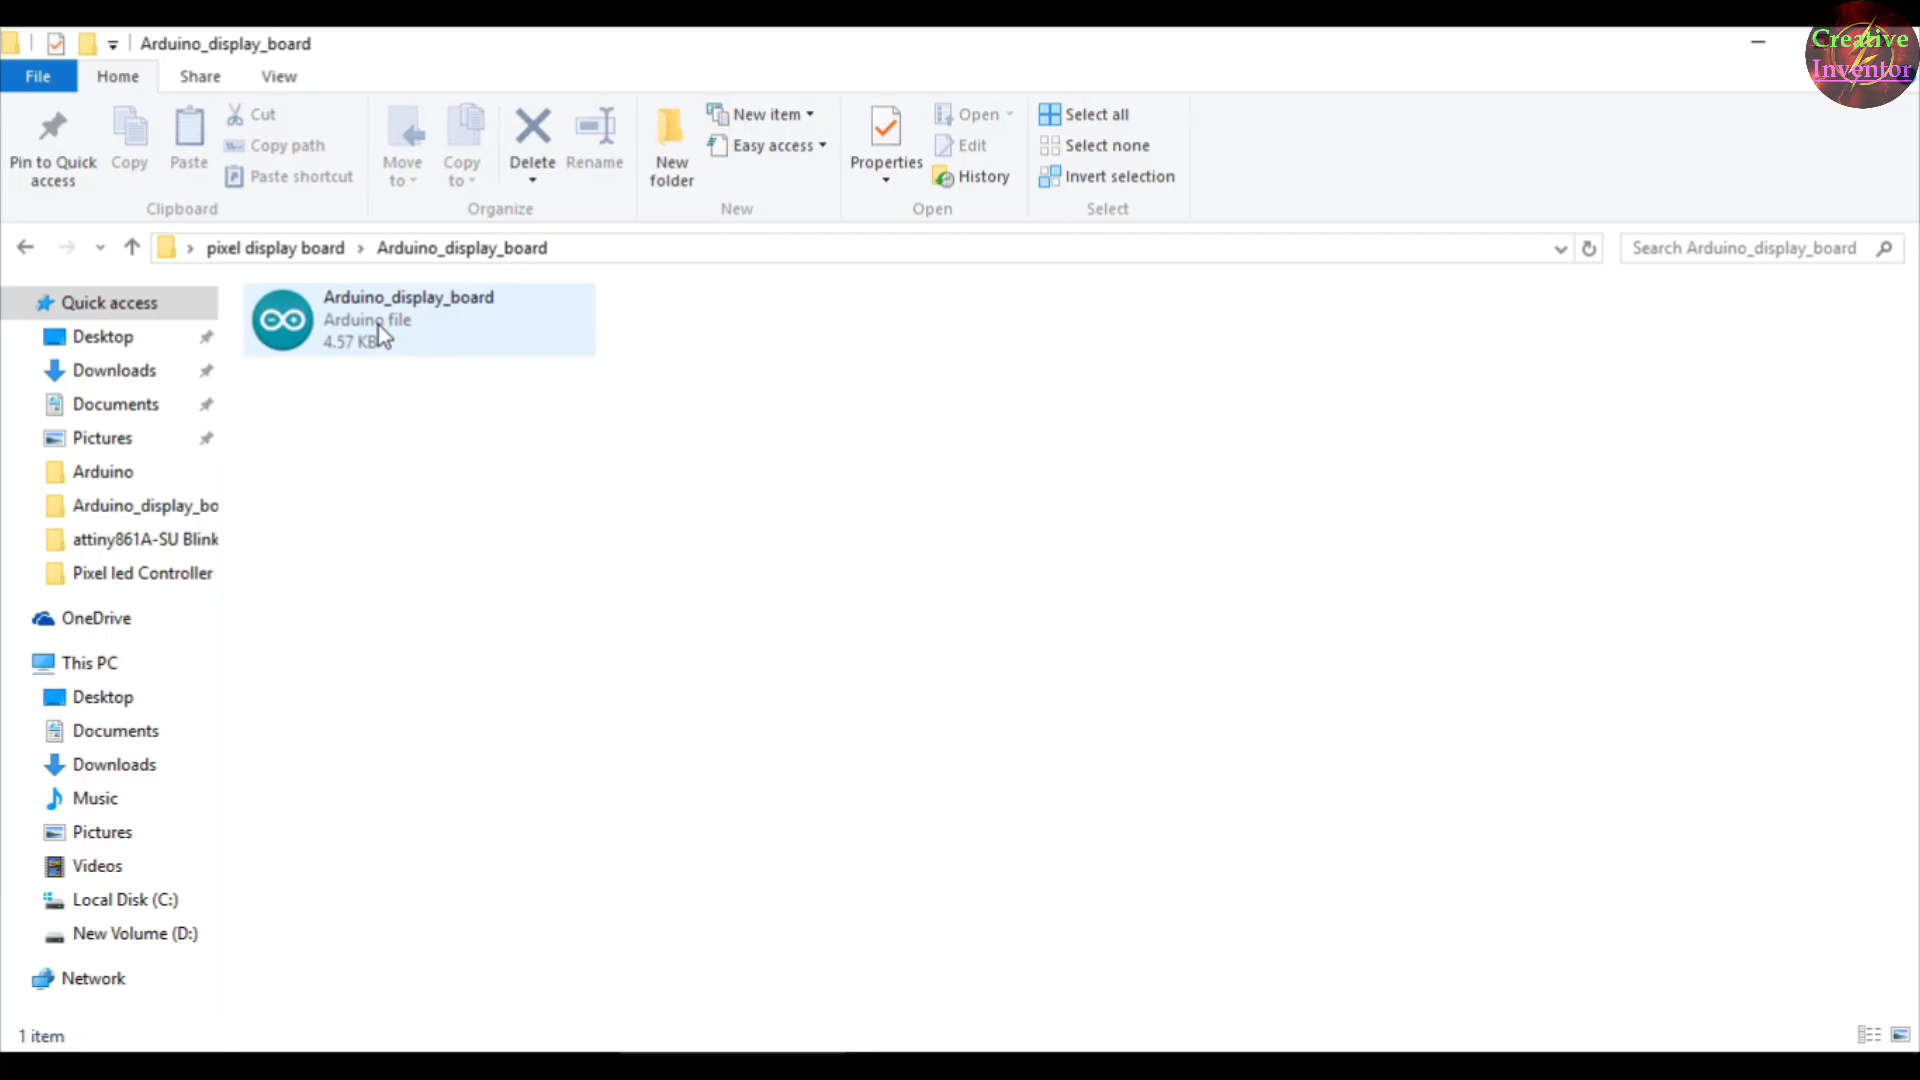 Arduino_display_board
Creative
Inventor
File
Home
Share
View
Pin to Quick
access
Copy
Paste
Cut
Copy path
Paste shortcut
Clipboard
Move
to
Copy
to
Delete
Rename
Organize
New
folder
New item
Easy access
New
Properties
Open
Edit
History
Open
Select all
Select none
Invert selection
Select
pixel display board
Arduino_display_board
Search Arduino_display_board
Quick access
Desktop
Downloads
Documents
Pictures
Arduino
Arduino_display_bo
attiny861A-SU Blink
Pixel led Controller
OneDrive
This PC
Desktop
Documents
Downloads
Music
Pictures
Videos
Local Disk (C:)
New Volume (D:)
Network
Arduino_display_board
Arduino file
4.57 KB
1 item